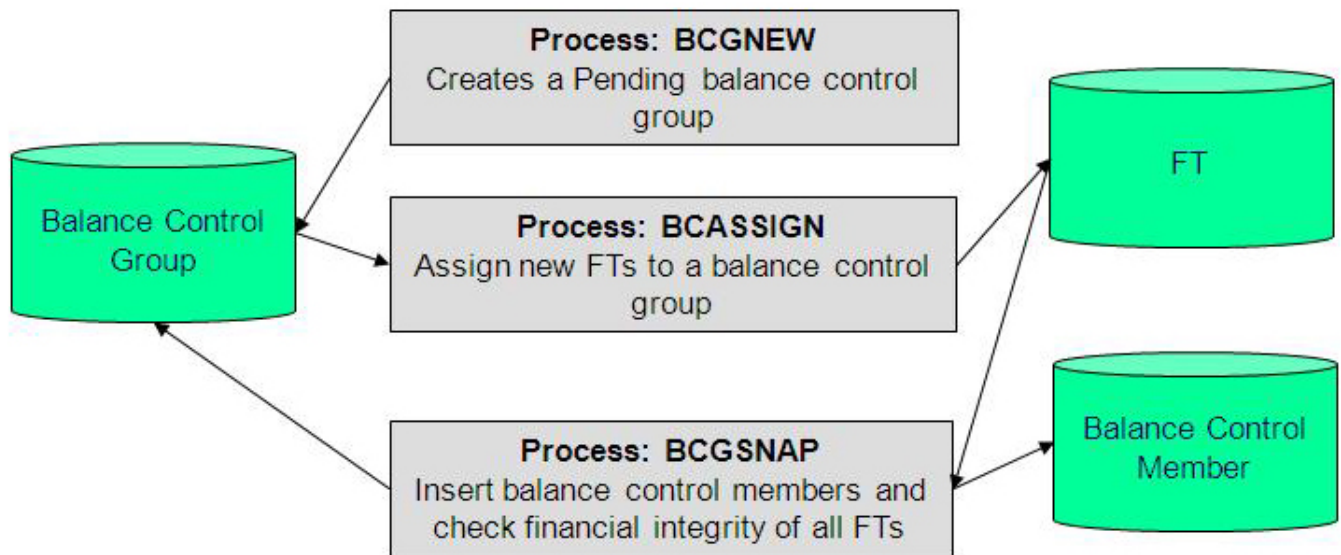 Process: BCGNEW
Creates a Pending balance control
group
Balance Control
Group
Process: BCASSIGN
Assign new FTs to a balance control
group
FT
Process: BCGSNAP
Insert balance control members and
check financial integrity of all FTs
Balance Control
Member